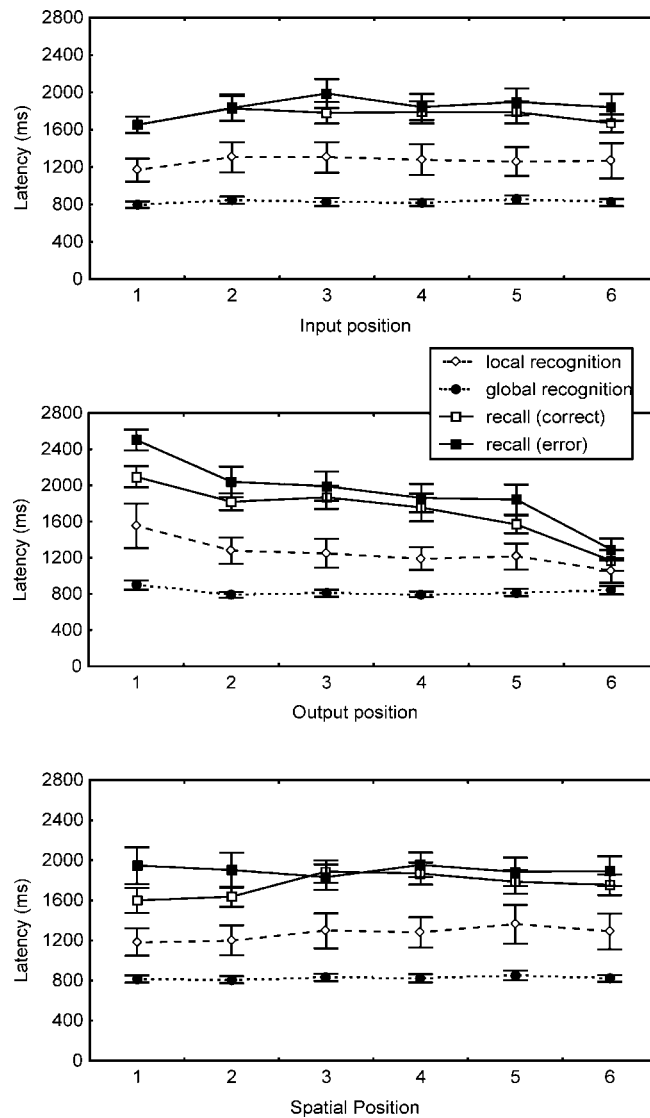 2800
2400
2000
1600
1200
800
400
0
Latency (ms)
1 2 3 4 5 6
Input position
local recognition
global recognition
recall (correct)
recall (error)
2800
2400
2000
1600
1200
800
400
0
Latency (ms)
1 2 3 4 5 6
Output position
2800
2400
2000
1600
1200
800
400
0
Latency (ms)
1 2 3 4 5 6
Spatial Position